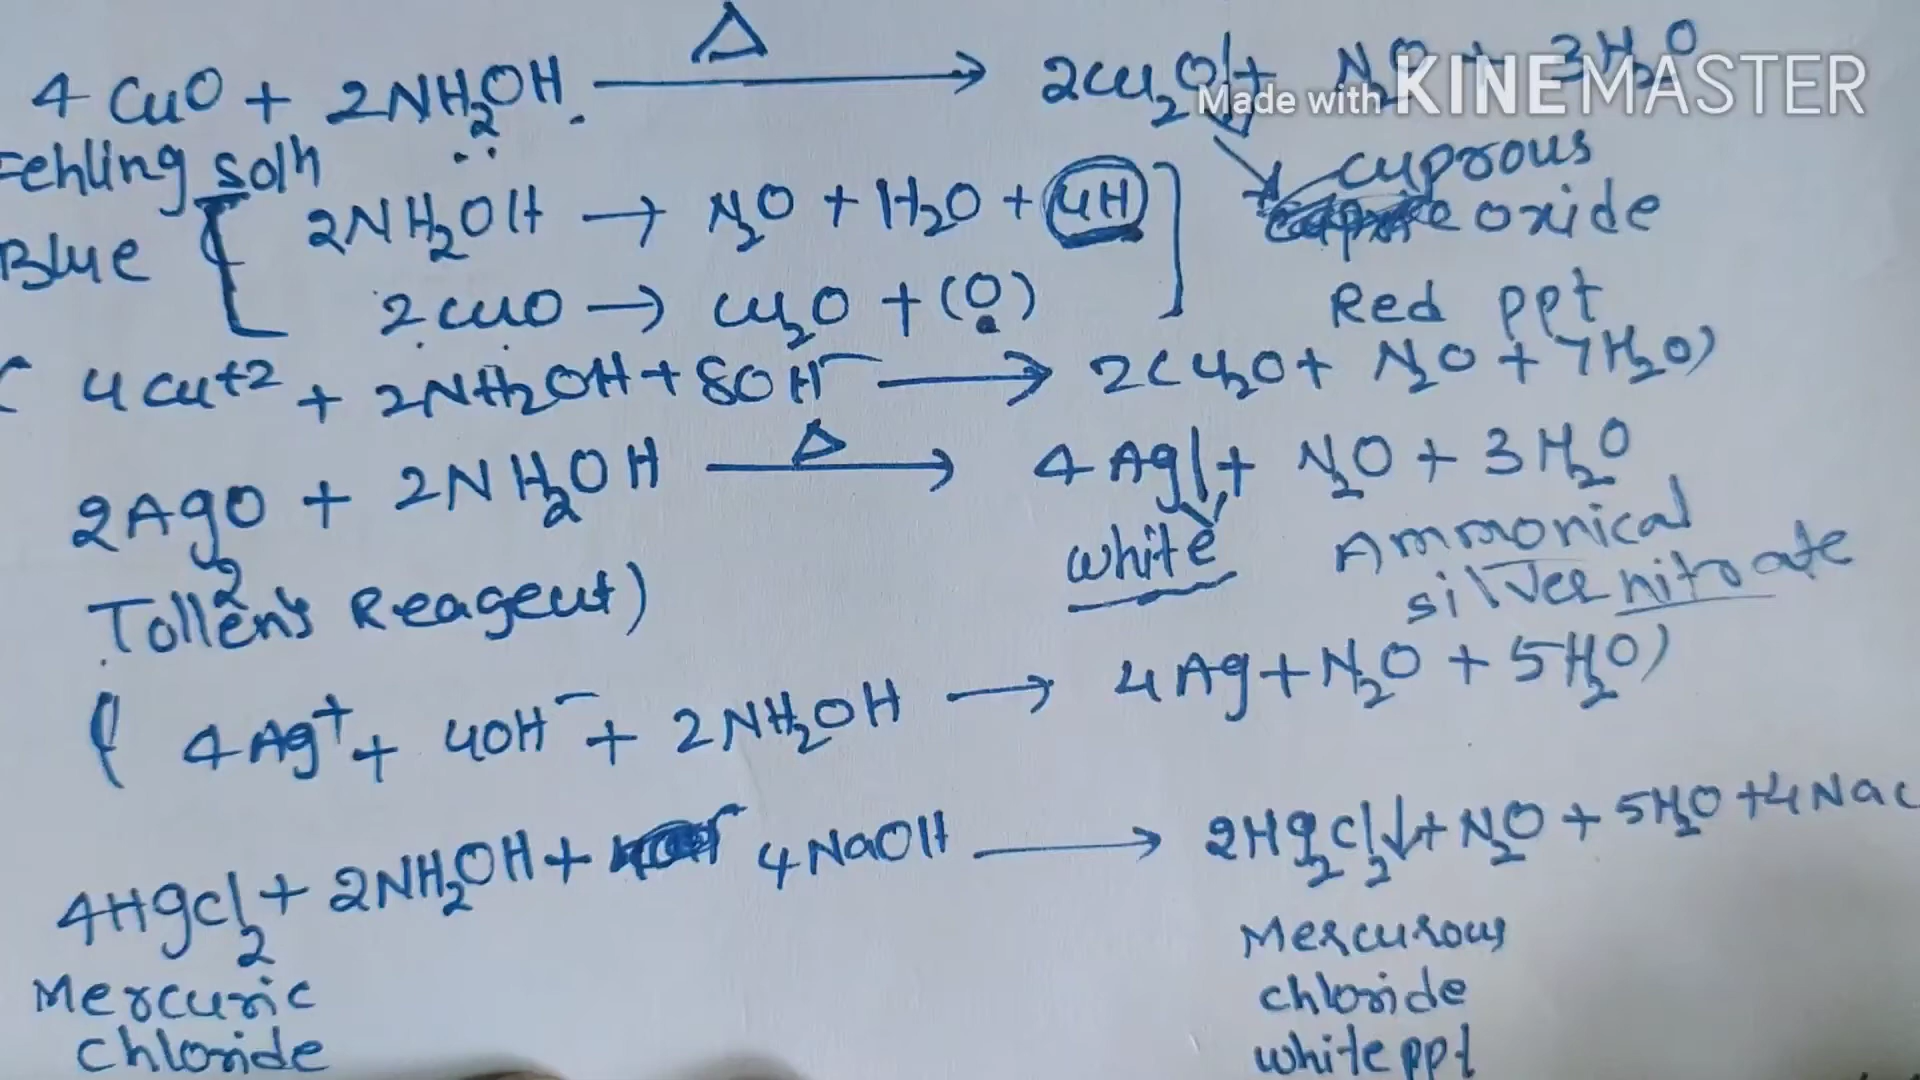 4 CuO + 2NH2OH. —Δ→ 2Cu2O↓ + N2O + 3H2O
Made with KINEMASTER
Fehling soln
Blue
cuprous
oxide
Red ppt
2NH2OH → N2O + H2O + 4H
2CuO → Cu2O + (O)
( 4Cu+2 + 2NH2OH + 8OH- → 2Cu2O + N2O + 7H2O)
2Ag2O + 2NH2OH —Δ→ 4Ag↓ + N2O + 3H2O
white
Ammonical
silver nitrate
Tollen's Reagent)
( 4Ag+ + 4OH- + 2NH2OH → 4Ag + N2O + 5H2O)
4HgCl2 + 2NH2OH + 4NaOH → 2Hg2Cl2↓ + N2O + 5H2O + 4NaC
Mercuric
chloride
Mercurous
chloride
white ppt